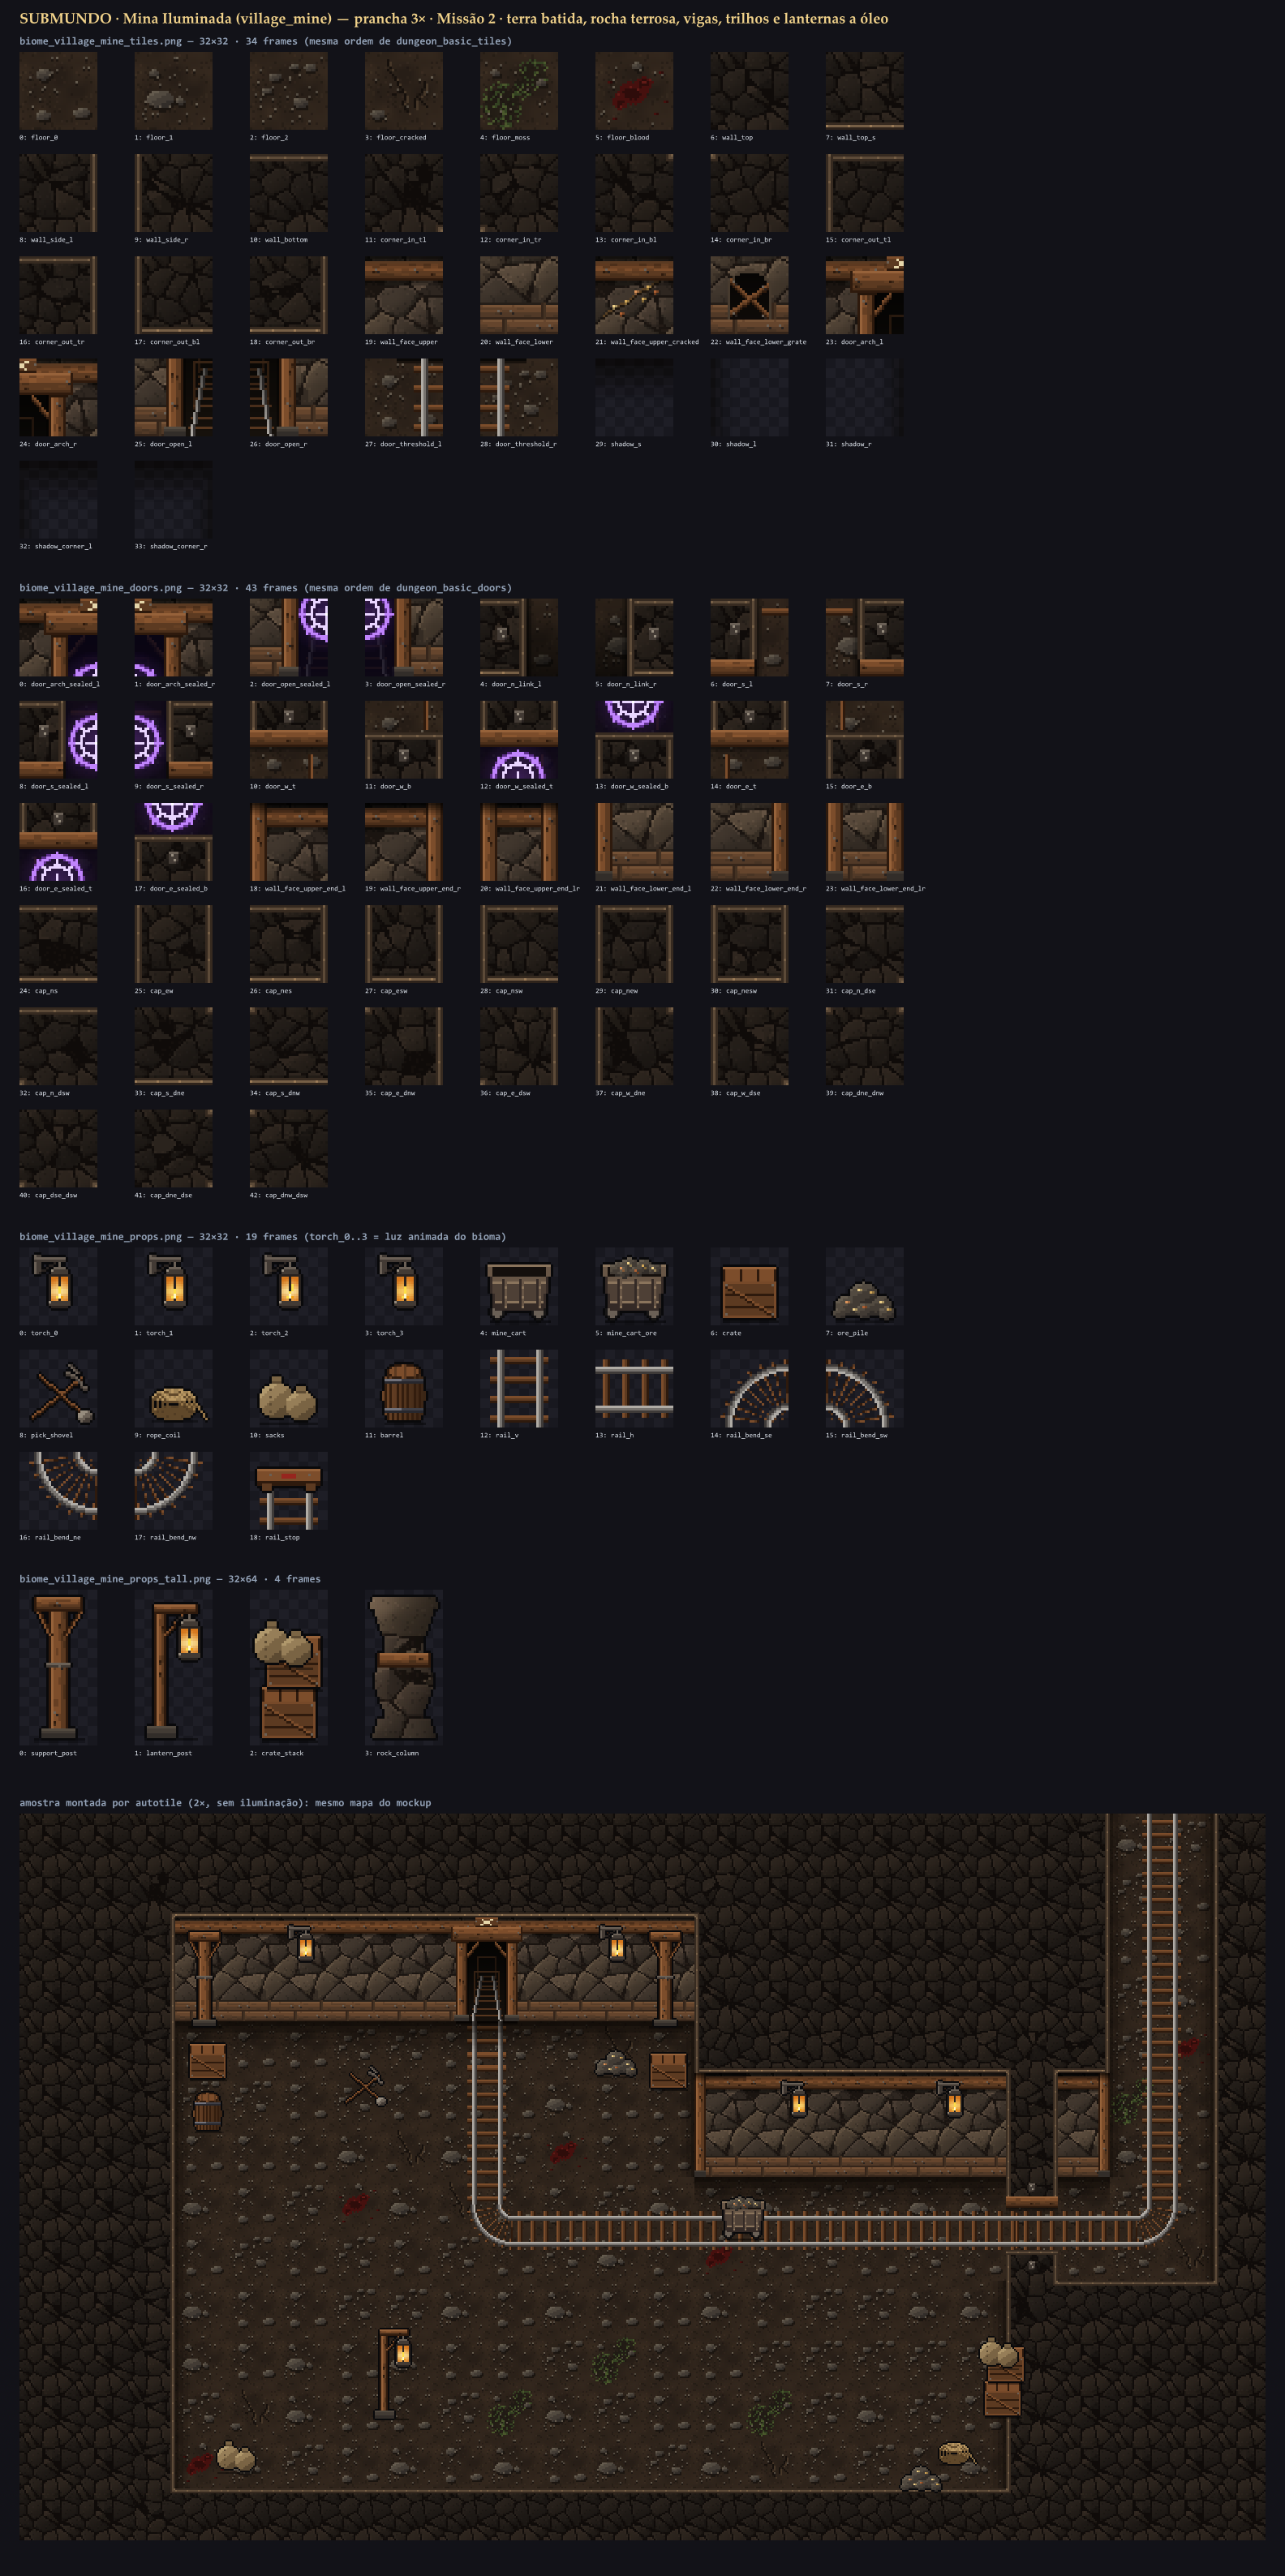 SUBMUNDO · Mina Iluminada (village_mine) — prancha 3× · Missão 2 · terra batida, rocha terrosa, vigas, trilhos e lanternas a óleo
biome_village_mine_tiles.png — 32×32 · 34 frames (mesma ordem de dungeon_basic_tiles)
0: floor_0 1: floor_1 2: floor_2 3: floor_cracked 4: floor_moss 5: floor_blood 6: wall_top 7: wall_top_s
8: wall_side_l 9: wall_side_r 10: wall_bottom 11: corner_in_tl 12: corner_in_tr 13: corner_in_bl 14: corner_in_br 15: corner_out_tl
16: corner_out_tr 17: corner_out_bl 18: corner_out_br 19: wall_face_upper 20: wall_face_lower 21: wall_face_upper_cracked 22: wall_face_lower_grate 23: door_arch_l
24: door_arch_r 25: door_open_l 26: door_open_r 27: door_threshold_l 28: door_threshold_r 29: shadow_s 30: shadow_l 31: shadow_r
32: shadow_corner_l 33: shadow_corner_r
biome_village_mine_doors.png — 32×32 · 43 frames (mesma ordem de dungeon_basic_doors)
0: door_arch_sealed_l 1: door_arch_sealed_r 2: door_open_sealed_l 3: door_open_sealed_r 4: door_n_link_l 5: door_n_link_r 6: door_s_l 7: door_s_r
8: door_s_sealed_l 9: door_s_sealed_r 10: door_w_t 11: door_w_b 12: door_w_sealed_t 13: door_w_sealed_b 14: door_e_t 15: door_e_b
16: door_e_sealed_t 17: door_e_sealed_b 18: wall_face_upper_end_l 19: wall_face_upper_end_r 20: wall_face_upper_end_lr 21: wall_face_lower_end_l 22: wall_face_lower_end_r 23: wall_face_lower_end_lr
24: cap_ns 25: cap_ew 26: cap_nes 27: cap_esw 28: cap_nsw 29: cap_new 30: cap_nesw 31: cap_n_dse
32: cap_n_dsw 33: cap_s_dne 34: cap_s_dnw 35: cap_e_dnw 36: cap_e_dsw 37: cap_w_dne 38: cap_w_dse 39: cap_dne_dnw
40: cap_dse_dsw 41: cap_dne_dse 42: cap_dnw_dsw
biome_village_mine_props.png — 32×32 · 19 frames (torch_0..3 = luz animada do bioma)
0: torch_0 1: torch_1 2: torch_2 3: torch_3 4: mine_cart 5: mine_cart_ore 6: crate 7: ore_pile
8: pick_shovel 9: rope_coil 10: sacks 11: barrel 12: rail_v 13: rail_h 14: rail_bend_se 15: rail_bend_sw
16: rail_bend_ne 17: rail_bend_nw 18: rail_stop
biome_village_mine_props_tall.png — 32×64 · 4 frames
0: support_post 1: lantern_post 2: crate_stack 3: rock_column
amostra montada por autotile (2×, sem iluminação): mesmo mapa do mockup